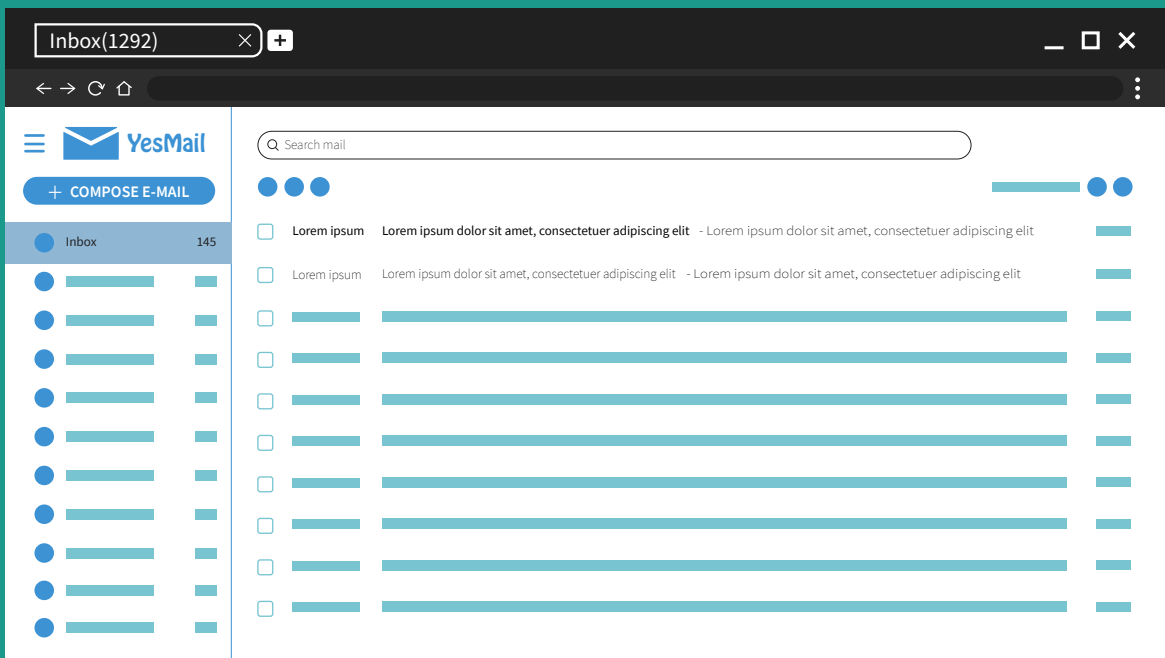 Inbox(1292)
YesMail
COMPOSE E-MAIL
Search mail
Inbox 145
Lorem ipsum Lorem ipsum dolor sit amet, consectetuer adipiscing elit - Lorem ipsum dolor sit amet, consectetuer adipiscing elit
Lorem ipsum Lorem ipsum dolor sit amet, consectetuer adipiscing elit - Lorem ipsum dolor sit amet, consectetuer adipiscing elit